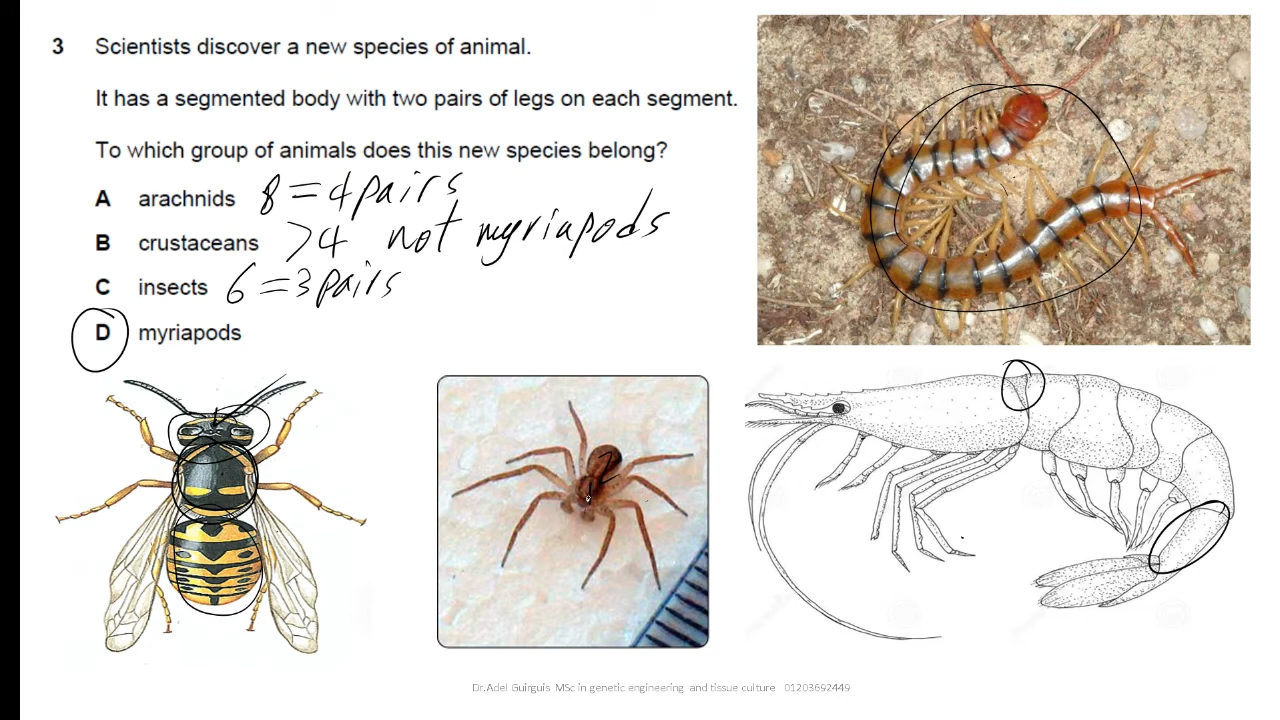 3 Scientists discover a new species of animal.
It has a segmented body with two pairs of legs on each segment.
To which group of animals does this new species belong?
A arachnids 8 = 4 pairs
B crustaceans >4 not myriapods
C insects 6 = 3 pairs
D myriapods
Dr.Adel Guirguis MSc in genetic engineering and tissue culture 01203692449